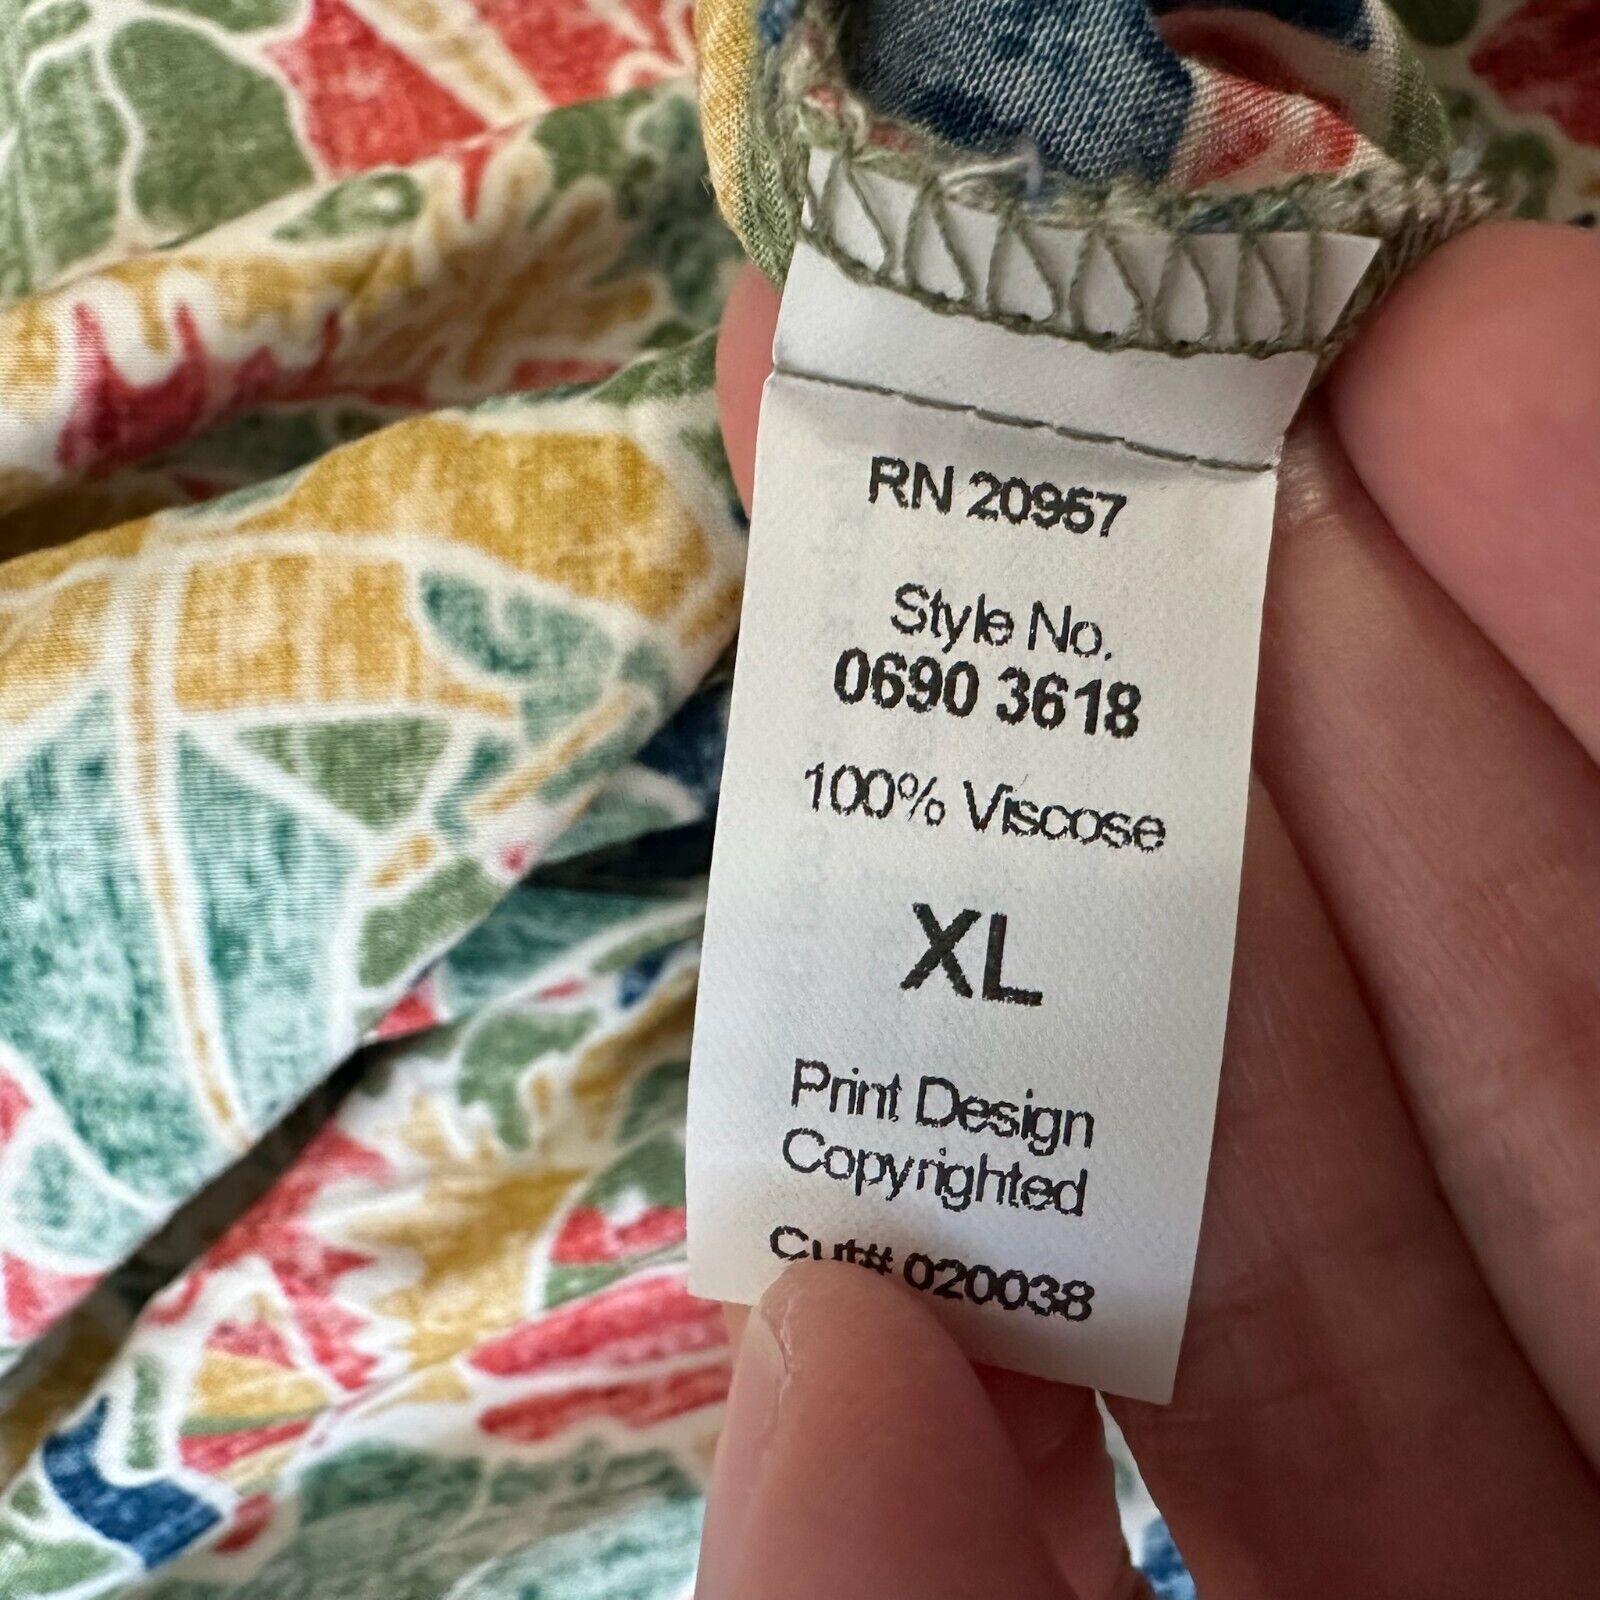 RN 20957
Style No.
0690 3618
100% Viscose
XL
Print Design
Copyrighted
Cut# 020038